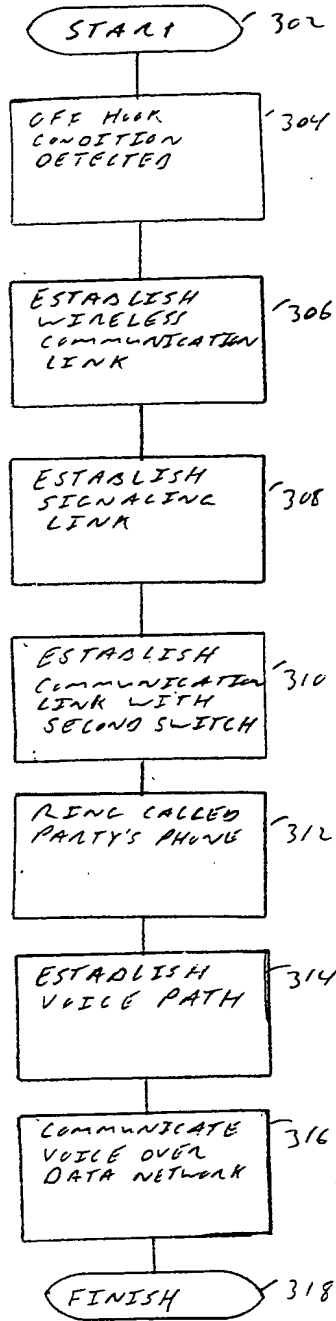 START 302
OFF HOOK 304
CONDITION
DETECTED
ESTABLISH 306
WIRELESS
COMMUNICATION
LINK
ESTABLISH 308
SIGNALING
LINK
ESTABLISH 310
COMMUNICATION
LINK WITH
SECOND SWITCH
RING CALLED 312
PARTY'S PHONE
ESTABLISH 314
VOICE PATH
COMMUNICATE 316
VOICE OVER
DATA NETWORK
FINISH 318